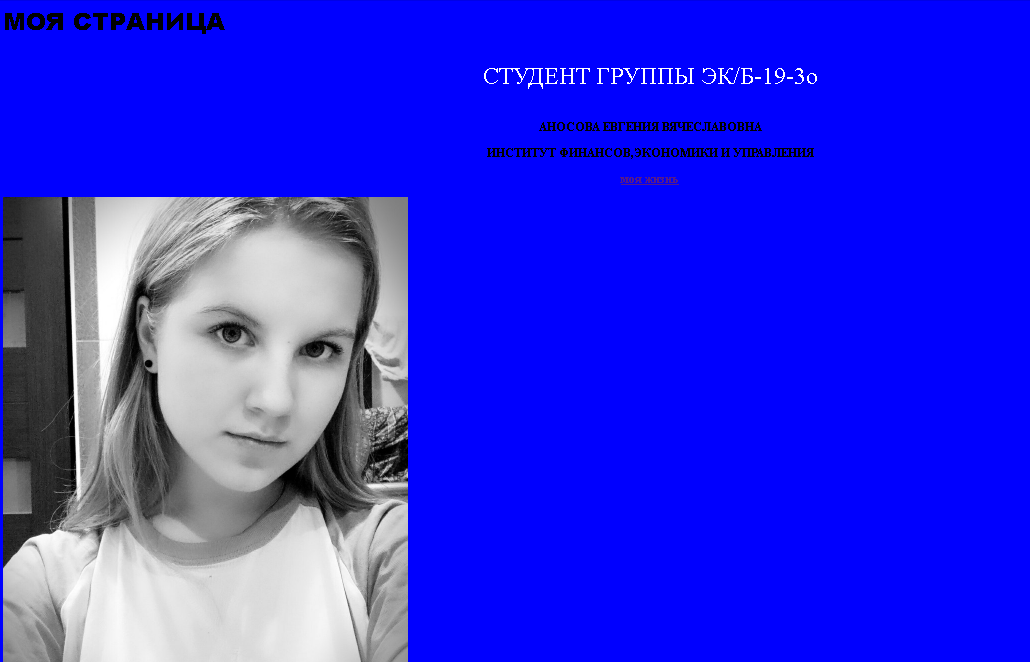 МОЯ СТРАНИЦА
СТУДЕНТ ГРУППЫ ЭК/Б-19-3о
АНОСОВА ЕВГЕНИЯ ВЯЧЕСЛАВОВНА
ИНСТИТУТ ФИНАНСОВ,ЭКОНОМИКИ И УПРАВЛЕНИЯ
моя жизнь